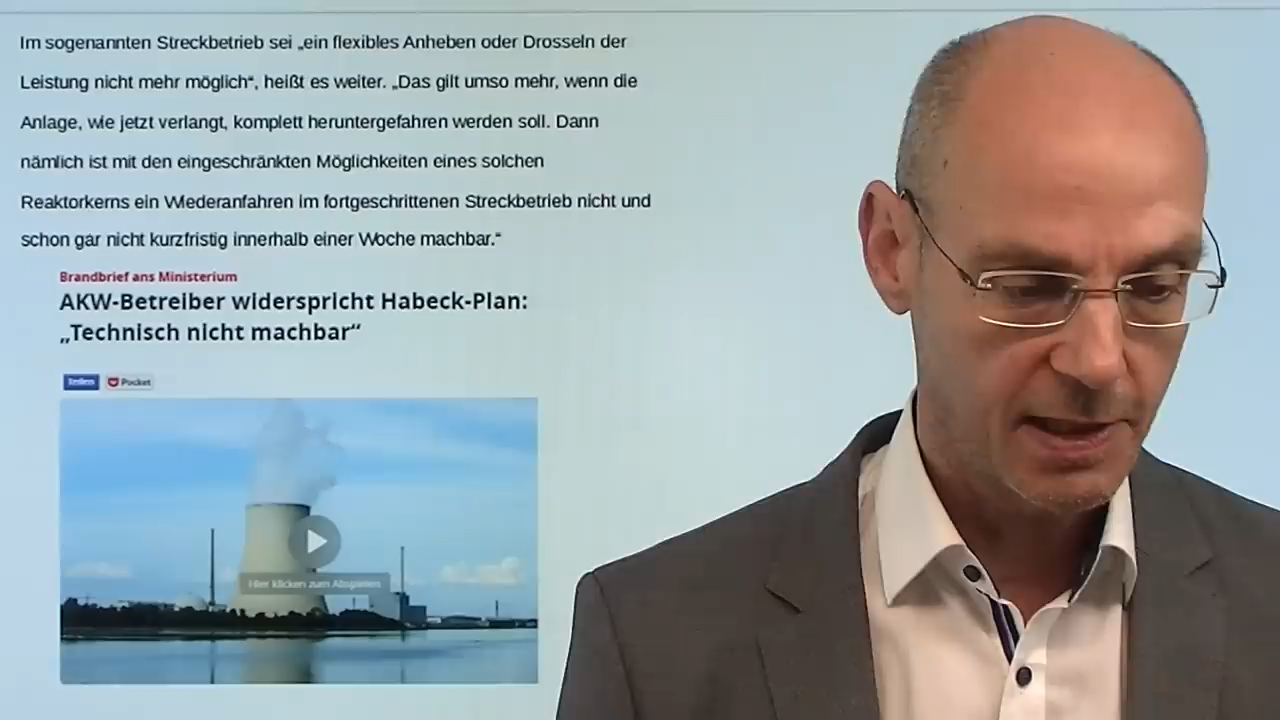 Im sogenannten Streckbetrieb sei „ein flexibles Anheben oder Drosseln der
Leistung nicht mehr möglich“, heißt es weiter. „Das gilt umso mehr, wenn die
Anlage, wie jetzt verlangt, komplett heruntergefahren werden soll. Dann
nämlich ist mit den eingeschränkten Möglichkeiten eines solchen
Reaktorkerns ein Wiederanfahren im fortgeschrittenen Streckbetrieb nicht und
schon gar nicht kurzfristig innerhalb einer Woche machbar.“
Brandbrief ans Ministerium
AKW-Betreiber widerspricht Habeck-Plan:
„Technisch nicht machbar“
Teilen Pocket
Hier klicken zum Abspielen